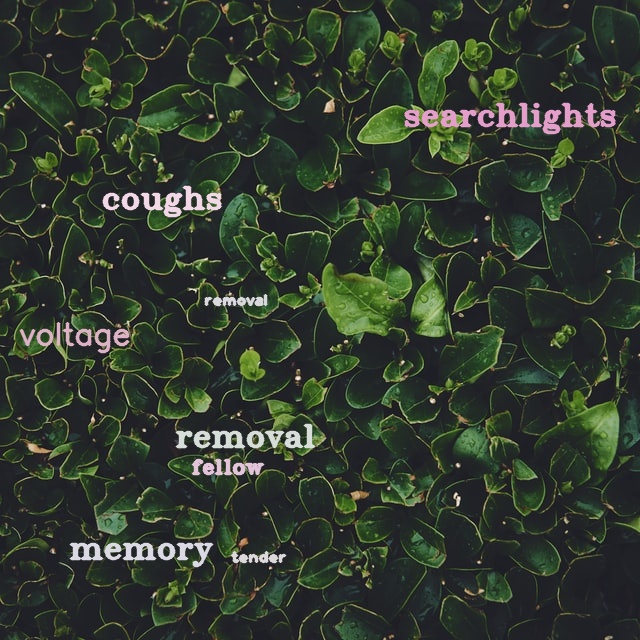 searchlights
coughs
removal
voltage
removal
fellow
memory
tender